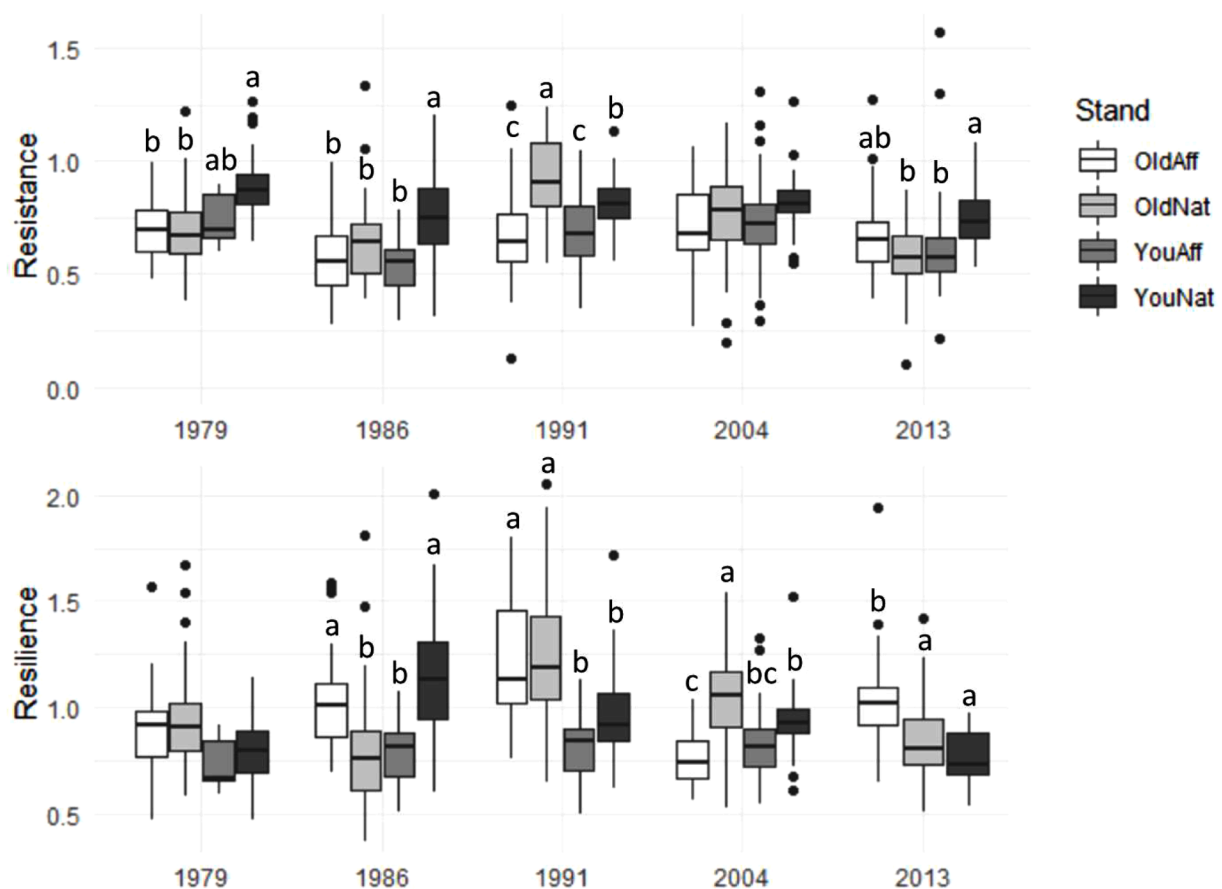 Resistance
1.5
1.0
0.5
0.0
b b ab a
b b b a
c a c b
ab b b a
1979 1986 1991 2004 2013
Stand
OldAff
OldNat
YouAff
YouNat
Resilience
2.0
1.5
1.0
0.5
a b b a
a a b b
c a bc b
b a a
1979 1986 1991 2004 2013